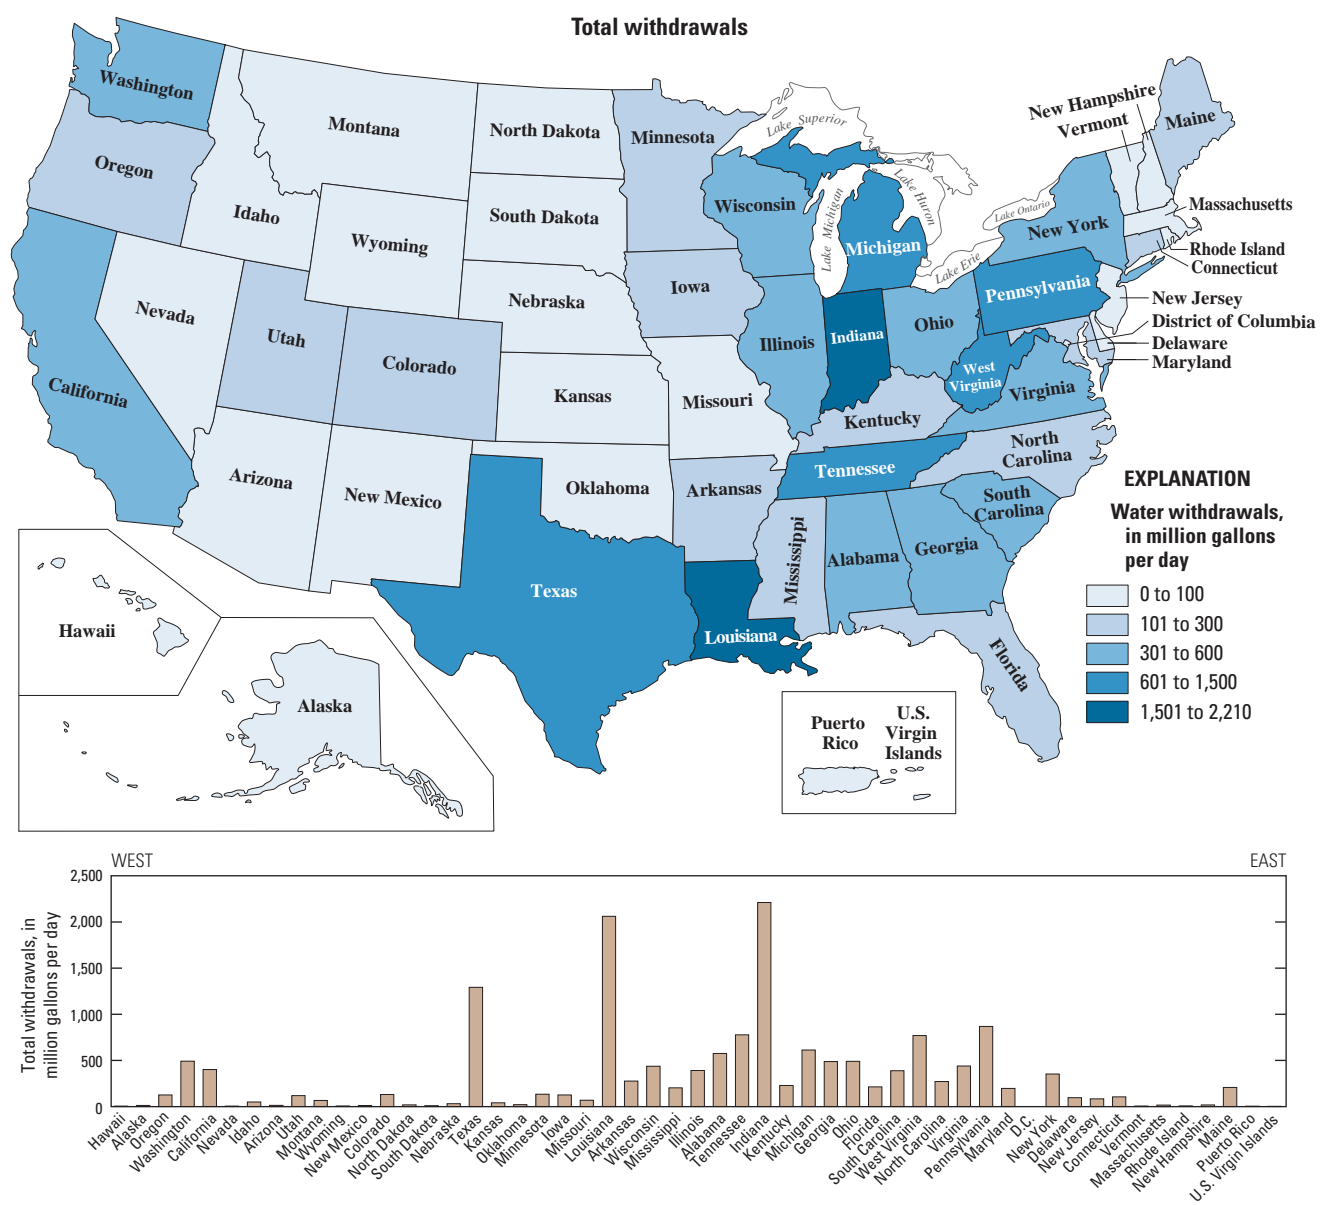 Total withdrawals
Washington
Oregon
California
Nevada
Idaho
Montana
Wyoming
Utah
Colorado
Arizona
New Mexico
North Dakota
South Dakota
Nebraska
Kansas
Oklahoma
Texas
Minnesota
Iowa
Missouri
Arkansas
Louisiana
Wisconsin
Illinois
Michigan
Indiana
Ohio
Kentucky
Tennessee
Mississippi
Alabama
Georgia
Florida
South
Carolina
North
Carolina
Virginia
West
Virginia
Pennsylvania
New York
Maine
New Hampshire
Vermont
Massachusetts
Rhode Island
Connecticut
New Jersey
District of Columbia
Delaware
Maryland
Lake Superior
Lake Michigan
Lake Huron
Lake Erie
Lake Ontario
Hawaii
Alaska
Puerto
Rico
U.S.
Virgin
Islands
EXPLANATION
Water withdrawals,
in million gallons
per day
0 to 100
101 to 300
301 to 600
601 to 1,500
1,501 to 2,210
WEST
EAST
Total withdrawals, in
million gallons per day
2,500
2,000
1,500
1,000
500
0
Hawaii
Alaska
Oregon
Washington
California
Nevada
Idaho
Arizona
Utah
Montana
Wyoming
New Mexico
Colorado
North Dakota
South Dakota
Nebraska
Texas
Kansas
Oklahoma
Minnesota
Iowa
Missouri
Louisiana
Arkansas
Wisconsin
Mississippi
Illinois
Alabama
Tennessee
Indiana
Kentucky
Michigan
Georgia
Ohio
Florida
South Carolina
West Virginia
North Carolina
Virginia
Pennsylvania
Maryland
D.C.
New York
Delaware
New Jersey
Connecticut
Vermont
Massachusetts
Rhode Island
New Hampshire
Maine
Puerto Rico
U.S. Virgin Islands